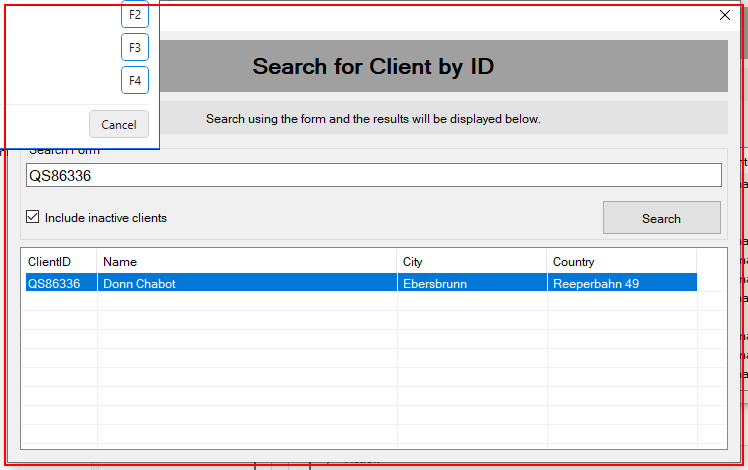 F2
F3
F4
Cancel
Search for Client by ID
Search using the form and the results will be displayed below.
Search Form
QS86336
Include inactive clients
Search
ClientID Name City Country
QS86336 Donn Chabot Ebersbrunn Reeperbahn 49